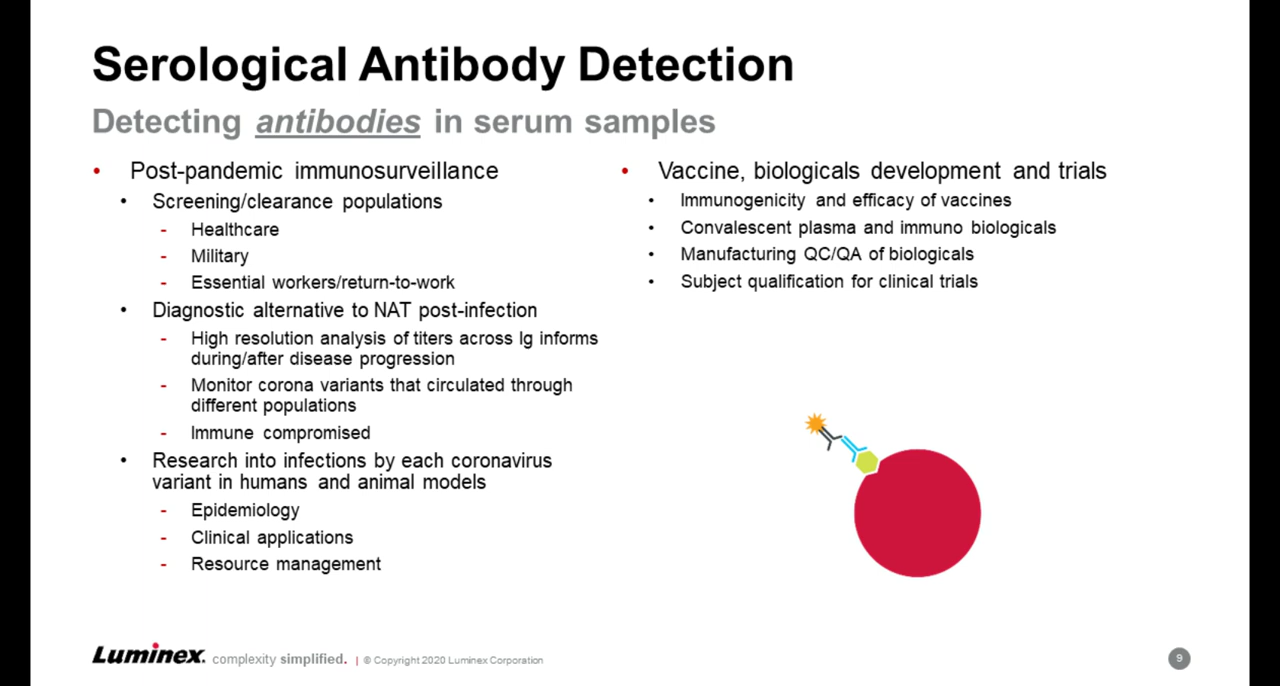 Serological Antibody Detection
Detecting antibodies in serum samples
• Post-pandemic immunosurveillance
• Screening/clearance populations
- Healthcare
- Military
- Essential workers/return-to-work
• Diagnostic alternative to NAT post-infection
- High resolution analysis of titers across Ig informs
during/after disease progression
- Monitor corona variants that circulated through
different populations
- Immune compromised
• Research into infections by each coronavirus
variant in humans and animal models
- Epidemiology
- Clinical applications
- Resource management
• Vaccine, biologicals development and trials
• Immunogenicity and efficacy of vaccines
• Convalescent plasma and immuno biologicals
• Manufacturing QC/QA of biologicals
• Subject qualification for clinical trials
Luminex. complexity simplified. | © Copyright 2020 Luminex Corporation
9